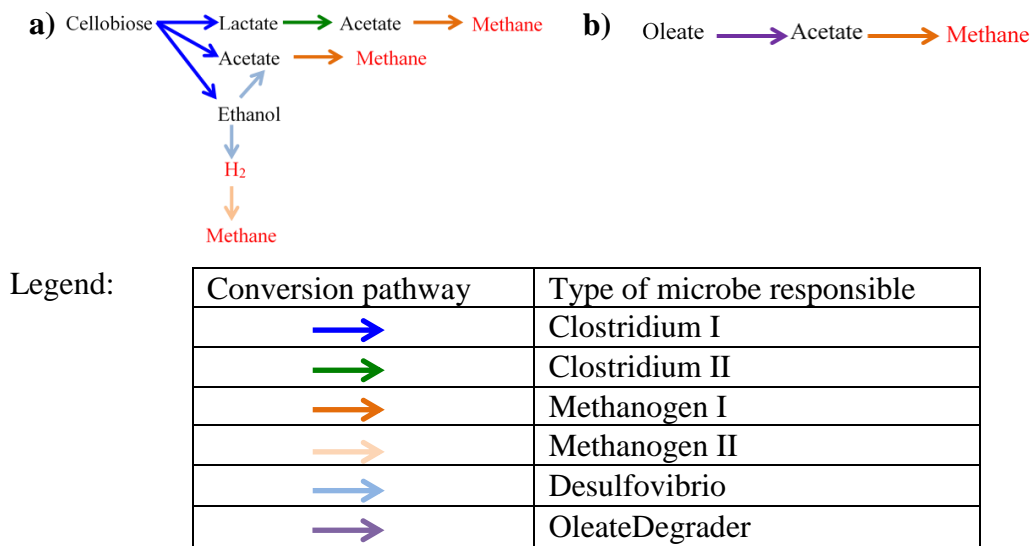 a) Cellobiose Lactate Acetate Methane
Acetate Methane
Ethanol
H₂
Methane
b) Oleate Acetate Methane
Legend:
Conversion pathway Type of microbe responsible
Clostridium I
Clostridium II
Methanogen I
Methanogen II
Desulfovibrio
OleateDegrader